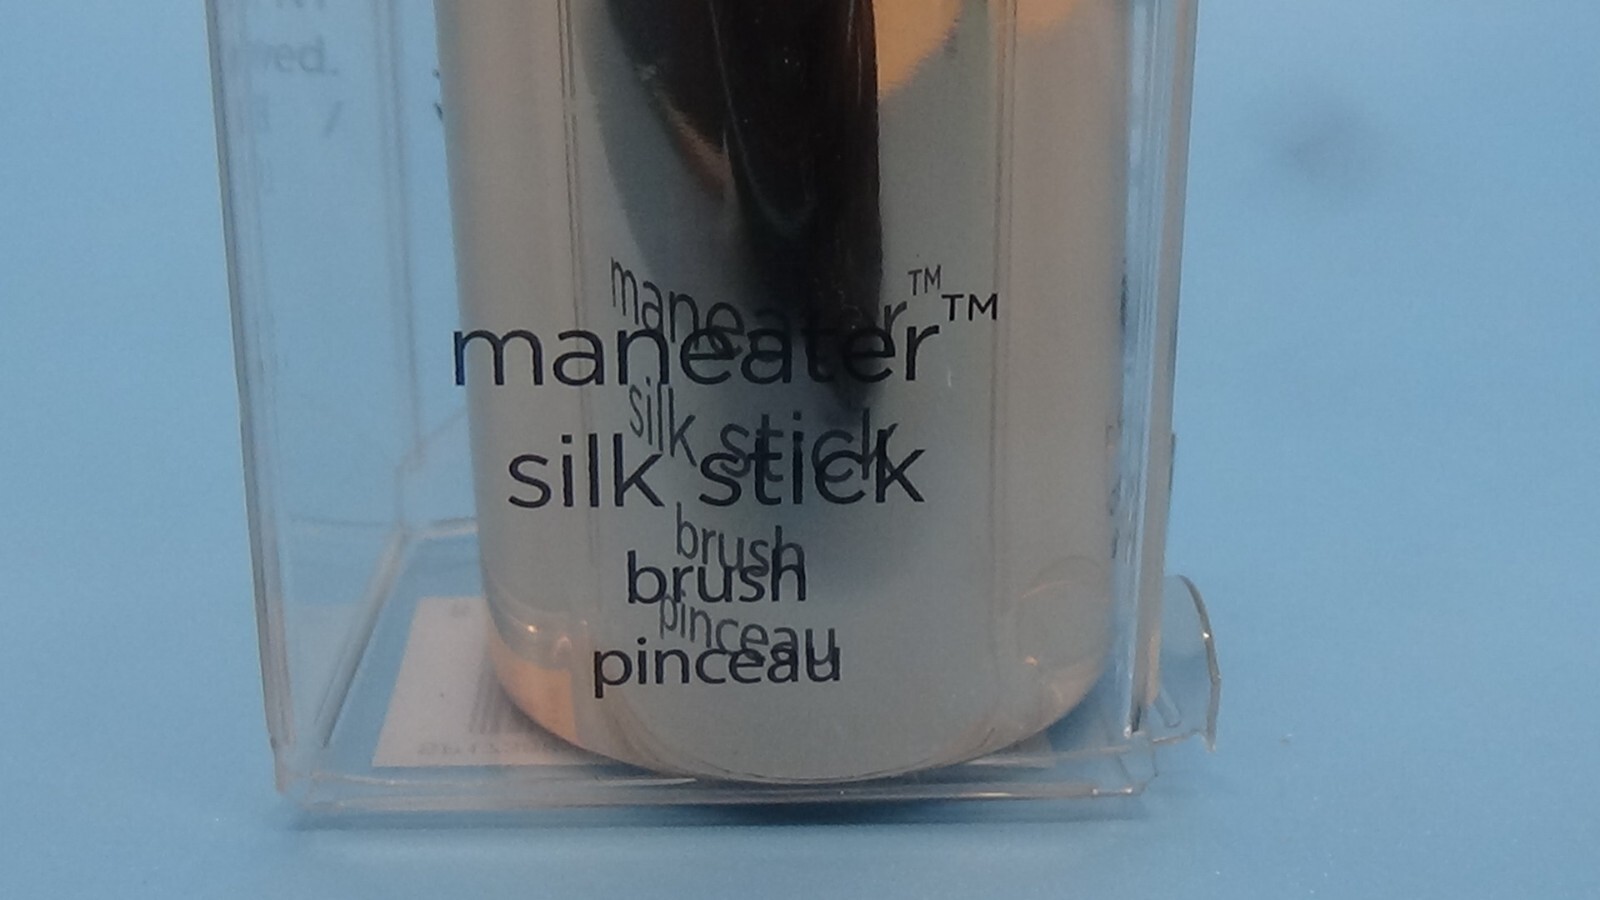 maneater™
silk stick
brush
pinceau